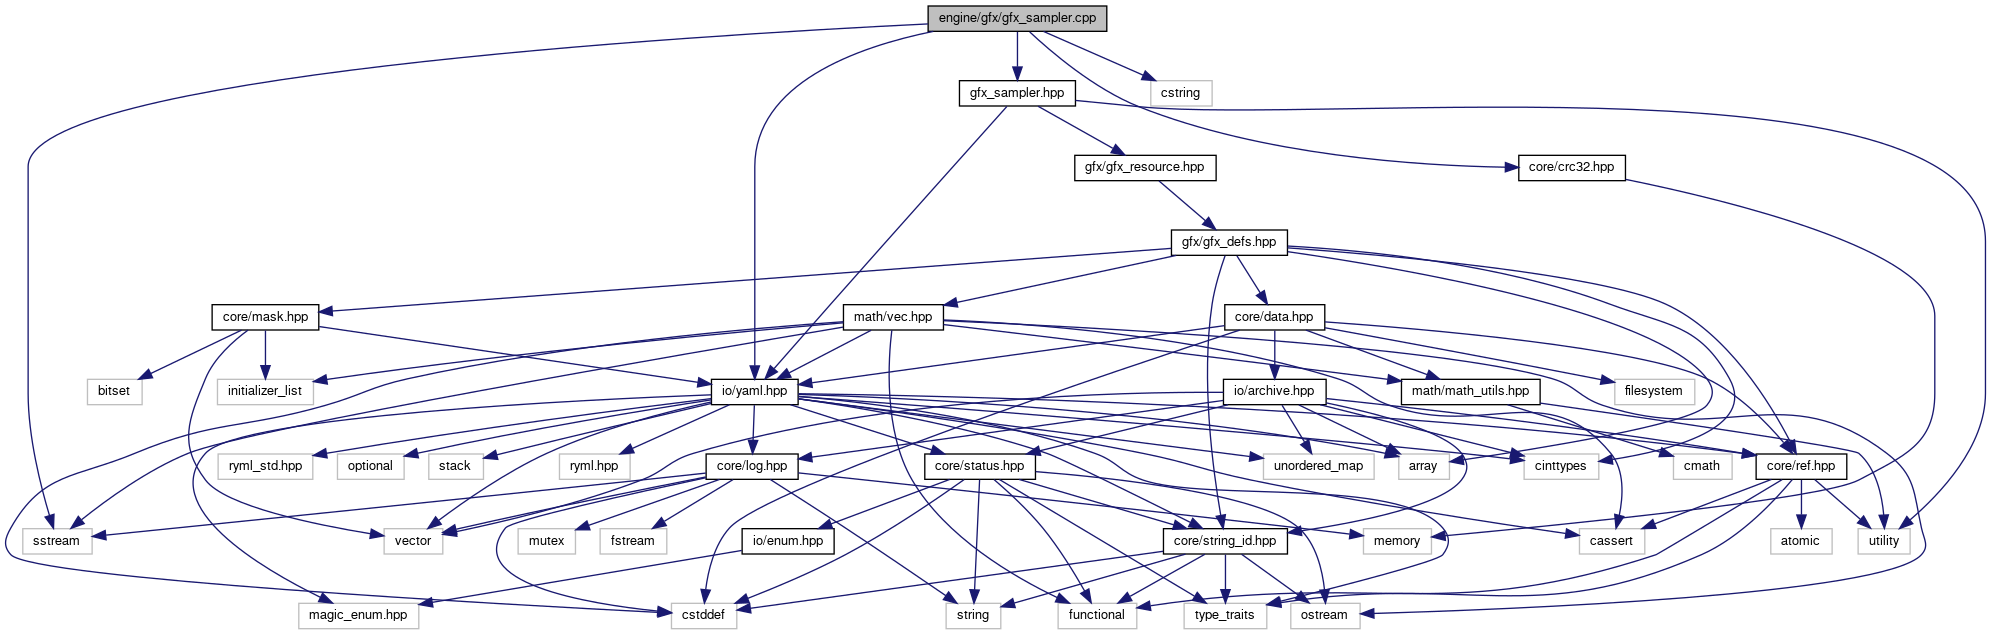 engine/gfx/gfx_sampler.cpp
gfx_sampler.hpp
cstring
gfx/gfx_resource.hpp
core/crc32.hpp
gfx/gfx_defs.hpp
core/mask.hpp
math/vec.hpp
core/data.hpp
bitset
initializer_list
io/yaml.hpp
io/archive.hpp
math/math_utils.hpp
filesystem
ryml_std.hpp
optional
stack
ryml.hpp
core/log.hpp
core/status.hpp
unordered_map
array
cinttypes
cmath
core/ref.hpp
sstream
vector
mutex
fstream
io/enum.hpp
core/string_id.hpp
memory
cassert
atomic
utility
magic_enum.hpp
cstddef
string
functional
type_traits
ostream